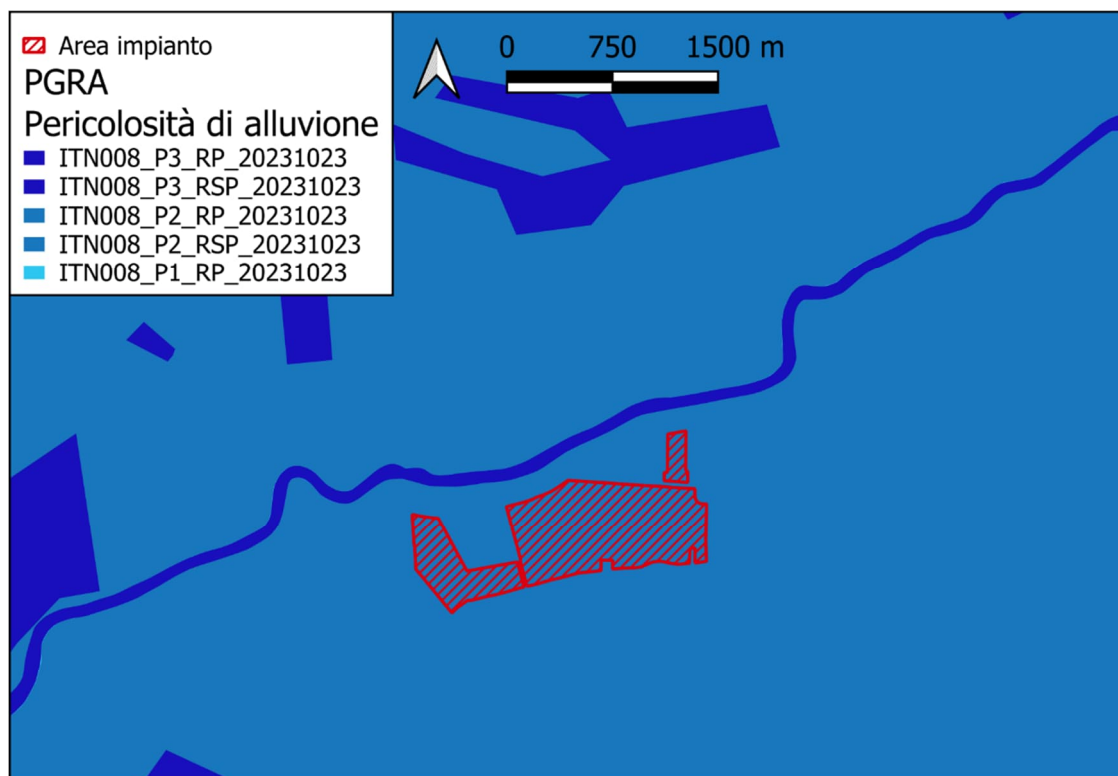 Area impianto
PGRA
Pericolosità di alluvione
ITN008_P3_RP_20231023
ITN008_P3_RSP_20231023
ITN008_P2_RP_20231023
ITN008_P2_RSP_20231023
ITN008_P1_RP_20231023
0 750 1500 m